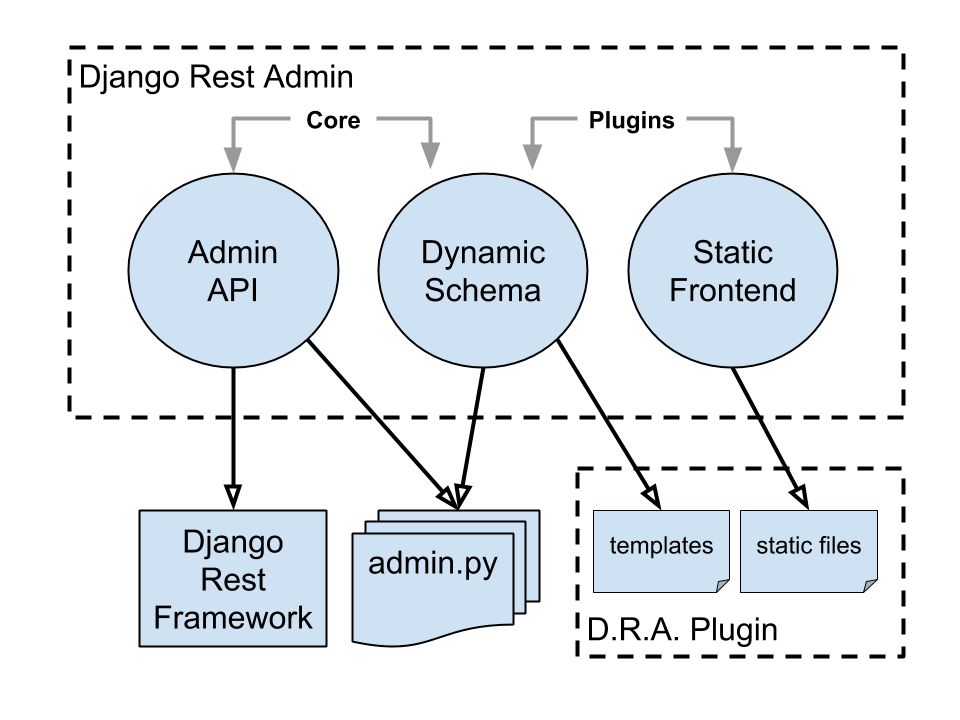 Django Rest Admin
Core
Plugins
Admin
API
Dynamic
Schema
Static
Frontend
Django
Rest
Framework
admin.py
templates
static files
D.R.A. Plugin